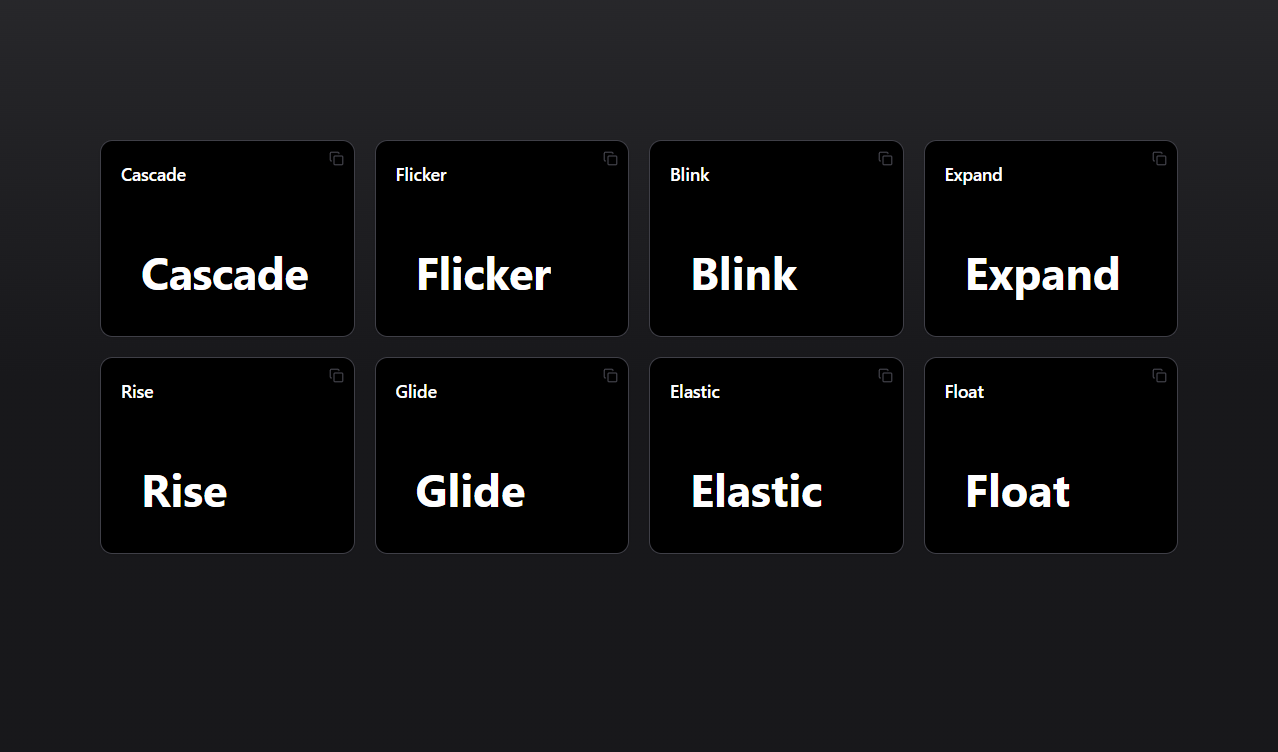 Cascade
Cascade
Flicker
Flicker
Blink
Blink
Expand
Expand
Rise
Rise
Glide
Glide
Elastic
Elastic
Float
Float